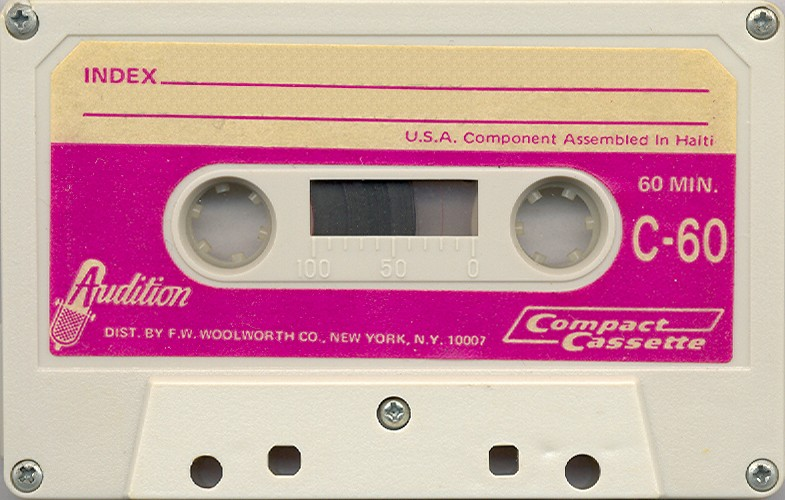 INDEX
U.S.A. Component Assembled In Haiti
60 MIN.
C-60
100 50 0
Audition
DIST. BY F.W. WOOLWORTH CO., NEW YORK, N.Y. 10007
Compact
Cassette